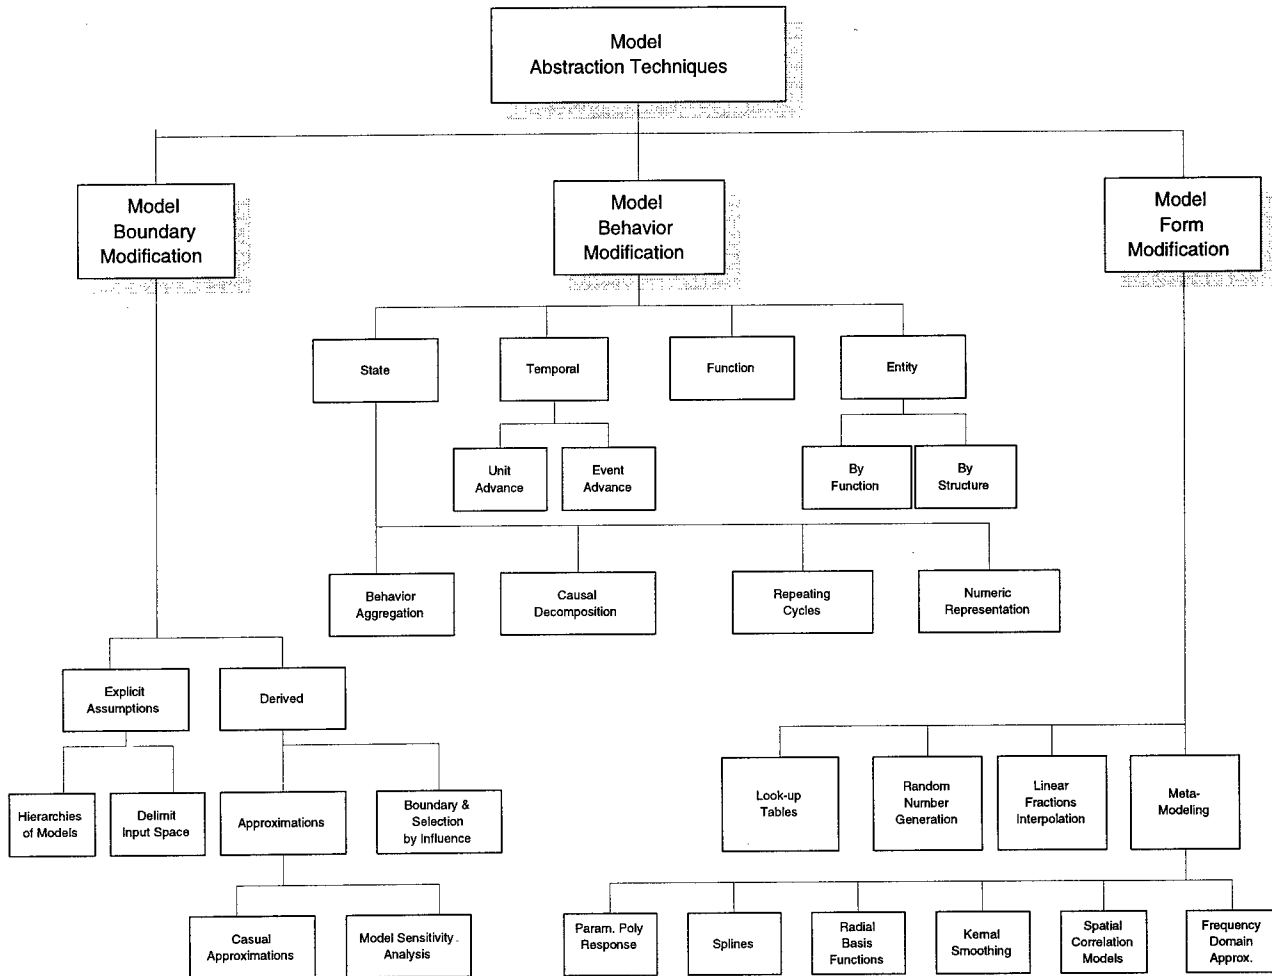 Model
Abstraction Techniques
Model
Boundary
Modification
Model
Behavior
Modification
Model
Form
Modification
State
Temporal
Function
Entity
Unit
Advance
Event
Advance
By
Function
By
Structure
Behavior
Aggregation
Causal
Decomposition
Repeating
Cycles
Numeric
Representation
Explicit
Assumptions
Derived
Hierarchies
of Models
Delimit
Input Space
Approximations
Boundary &
Selection
by Influence
Look-up
Tables
Random
Number
Generation
Linear
Fractions
Interpolation
Meta-
Modeling
Casual
Approximations
Model Sensitivity
Analysis
Param. Poly
Response
Splines
Radial
Basis
Functions
Kernal
Smoothing
Spatial
Correlation
Models
Frequency
Domain
Approx.